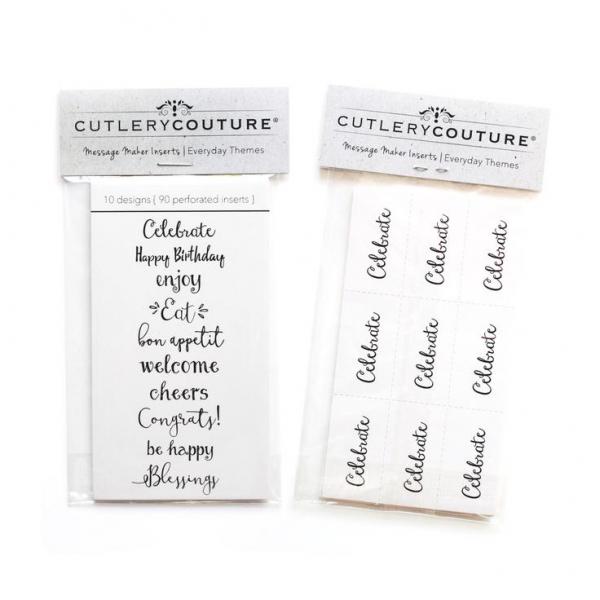 CUTLERYCOUTURE®
Message Maker Inserts | Everyday Themes
10 designs { 90 perforated inserts }
Celebrate
Happy Birthday
enjoy
Eat
bon appetit
welcome
cheers
Congrats!
be happy
Blessings
CUTLERYCOUTURE®
Message Maker Inserts | Everyday Themes
Celebrate
Celebrate
Celebrate
Celebrate
Celebrate
Celebrate
Celebrate
Celebrate
Celebrate